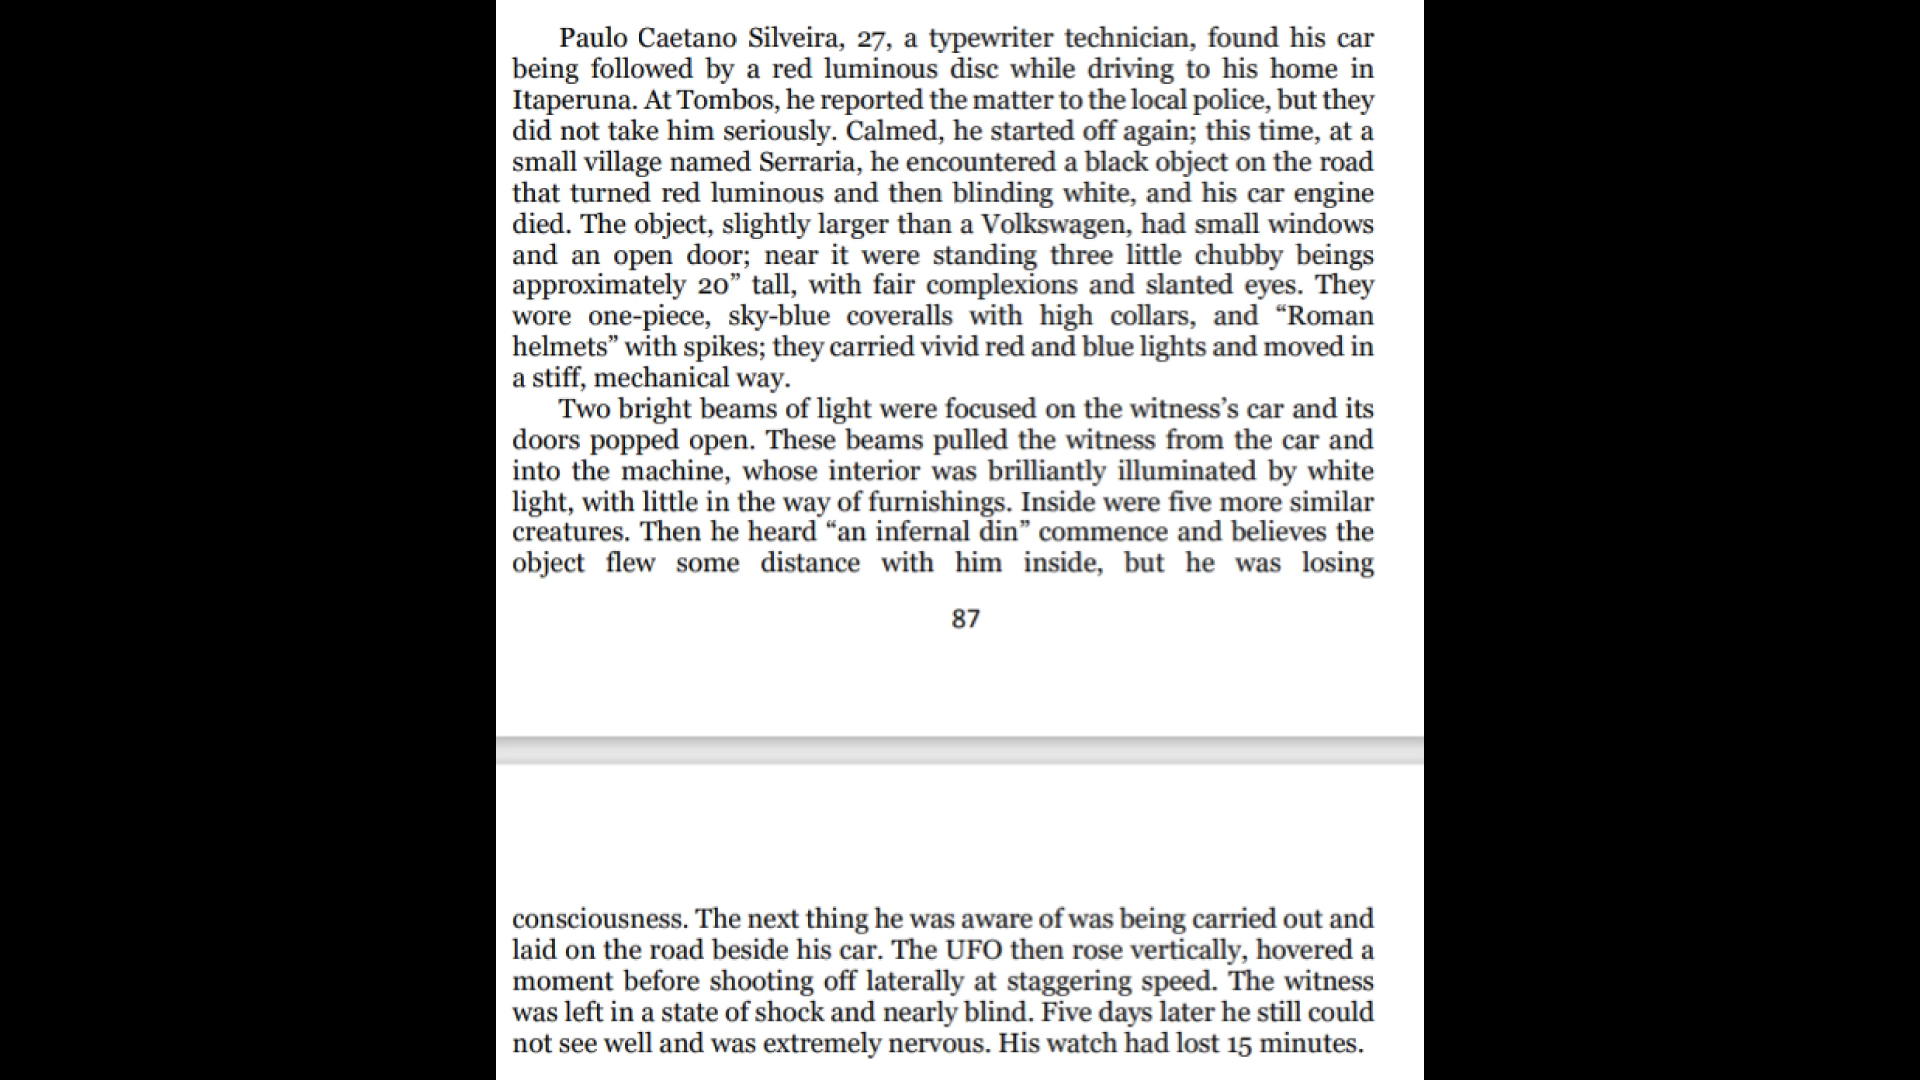 Paulo Caetano Silveira, 27, a typewriter technician, found his car
being followed by a red luminous disc while driving to his home in
Itaperuna. At Tombos, he reported the matter to the local police, but they
did not take him seriously. Calmed, he started off again; this time, at a
small village named Serraria, he encountered a black object on the road
that turned red luminous and then blinding white, and his car engine
died. The object, slightly larger than a Volkswagen, had small windows
and an open door; near it were standing three little chubby beings
approximately 20” tall, with fair complexions and slanted eyes. They
wore one-piece, sky-blue coveralls with high collars, and “Roman
helmets” with spikes; they carried vivid red and blue lights and moved in
a stiff, mechanical way.
Two bright beams of light were focused on the witness’s car and its
doors popped open. These beams pulled the witness from the car and
into the machine, whose interior was brilliantly illuminated by white
light, with little in the way of furnishings. Inside were five more similar
creatures. Then he heard “an infernal din” commence and believes the
object flew some distance with him inside, but he was losing
87
consciousness. The next thing he was aware of was being carried out and
laid on the road beside his car. The UFO then rose vertically, hovered a
moment before shooting off laterally at staggering speed. The witness
was left in a state of shock and nearly blind. Five days later he still could
not see well and was extremely nervous. His watch had lost 15 minutes.